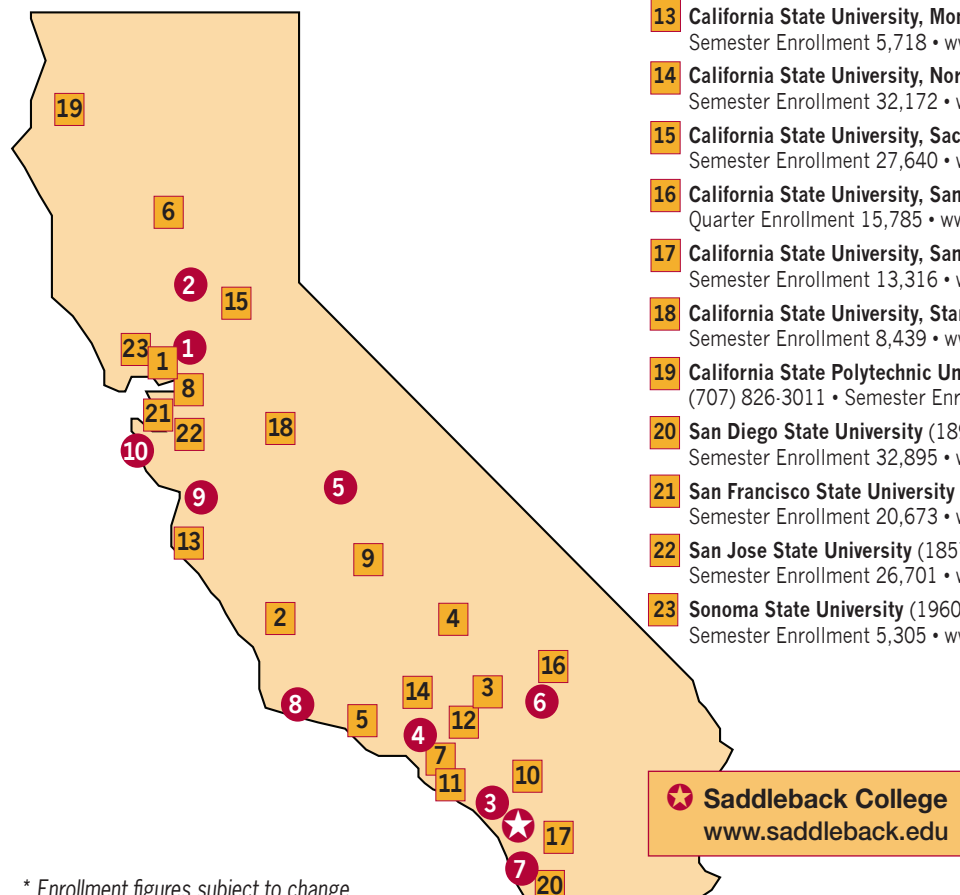 13 California State University, Mon
Semester Enrollment 5,718 • w
14 California State University, Nor
Semester Enrollment 32,172 •
15 California State University, Sac
Semester Enrollment 27,640 •
16 California State University, San
Quarter Enrollment 15,785 • ww
17 California State University, San
Semester Enrollment 13,316 •
18 California State University, Stan
Semester Enrollment 8,439 • ww
19 California State Polytechnic Un
(707) 826-3011 • Semester Enr
20 San Diego State University (189
Semester Enrollment 32,895 •
21 San Francisco State University
Semester Enrollment 20,673 •
22 San Jose State University (185
Semester Enrollment 26,701 •
23 Sonoma State University (1960
Semester Enrollment 5,305 • ww
19
6
2
15
23
1
1
8
21
22
10
18
5
9
13
9
2
4
16
14
3
6
8
5
12
4
7
11
10
3
17
7
20
Saddleback College
www.saddleback.edu
* Enrollment figures subject to change